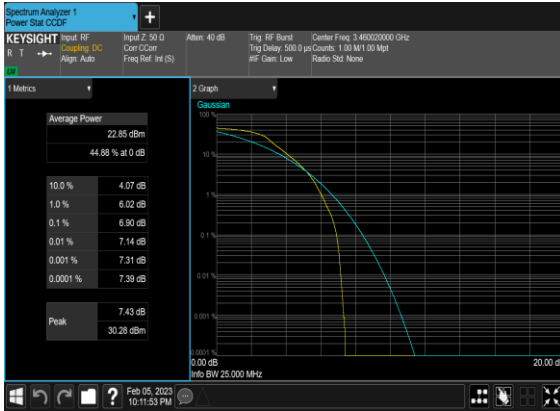 Spectrum Analyzer 1
Power Stat CCDF
KEYSIGHT
R T
Input: RF
Coupling: DC
Align: Auto
Input Z: 50 Ω
Corr CCorr
Freq Ref: Int (S)
Atten: 40 dB
Trig: RF Burst
Trig Delay: 500.0 µs
#IF Gain: Low
Center Freq: 3.460020000 GHz
Counts: 1.00 M/1.00 Mpt
Radio Std: None
1 Metrics
Average Power
22.85 dBm
44.88 % at 0 dB
10.0 % 4.07 dB
1.0 % 6.02 dB
0.1 % 6.90 dB
0.01 % 7.14 dB
0.001 % 7.31 dB
0.0001 % 7.39 dB
Peak
7.43 dB
30.28 dBm
2 Graph
Gaussian
100 %
10 %
1 %
0.1 %
0.01 %
0.001 %
0.0001 %
0.00 dB
20.00 d
Info BW 25.000 MHz
Feb 05, 2023
10:11:53 PM